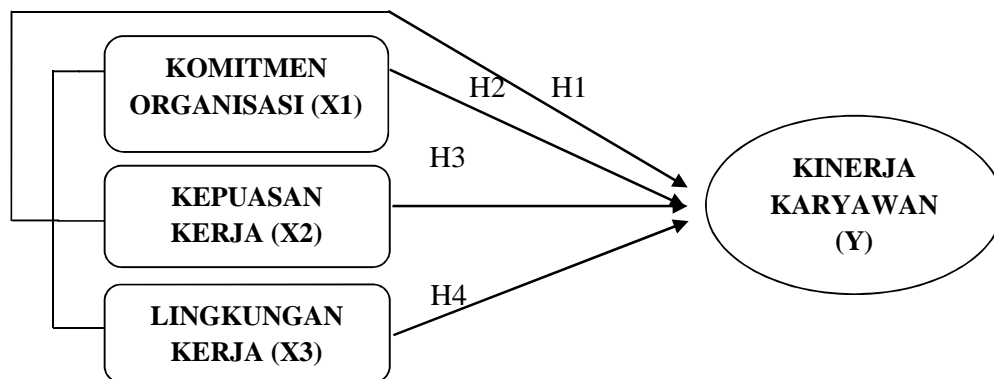 KOMITMEN
ORGANISASI (X1)
H2
H1
H3
KEPUASAN
KERJA (X2)
KINERJA
KARYAWAN
(Y)
H4
LINGKUNGAN
KERJA (X3)